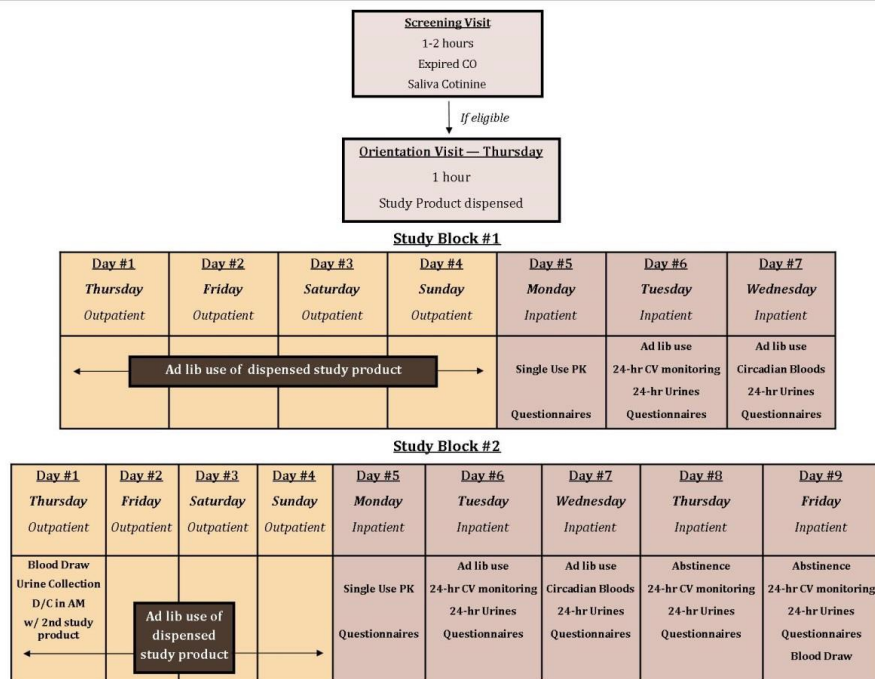 Screening Visit
1-2 hours
Expired CO
Saliva Cotinine
If eligible
Orientation Visit — Thursday
1 hour
Study Product dispensed
Study Block #1
Day #1
Thursday
Outpatient
Day #2
Friday
Outpatient
Day #3
Saturday
Outpatient
Day #4
Sunday
Outpatient
Day #5
Monday
Inpatient
Day #6
Tuesday
Inpatient
Day #7
Wednesday
Inpatient
Ad lib use of dispensed study product
Single Use PK
Questionnaires
Ad lib use
24-hr CV monitoring
24-hr Urines
Questionnaires
Ad lib use
Circadian Bloods
24-hr Urines
Questionnaires
Study Block #2
Day #1
Thursday
Outpatient
Day #2
Friday
Outpatient
Day #3
Saturday
Outpatient
Day #4
Sunday
Outpatient
Day #5
Monday
Inpatient
Day #6
Tuesday
Inpatient
Day #7
Wednesday
Inpatient
Day #8
Thursday
Inpatient
Day #9
Friday
Inpatient
Blood Draw
Urine Collection
D/C in AM
w/ 2nd study
product
Ad lib use of
dispensed
study product
Single Use PK
Questionnaires
Ad lib use
24-hr CV monitoring
24-hr Urines
Questionnaires
Ad lib use
Circadian Bloods
24-hr Urines
Questionnaires
Abstinence
24-hr CV monitoring
24-hr Urines
Questionnaires
Abstinence
24-hr CV monitoring
24-hr Urines
Questionnaires
Blood Draw